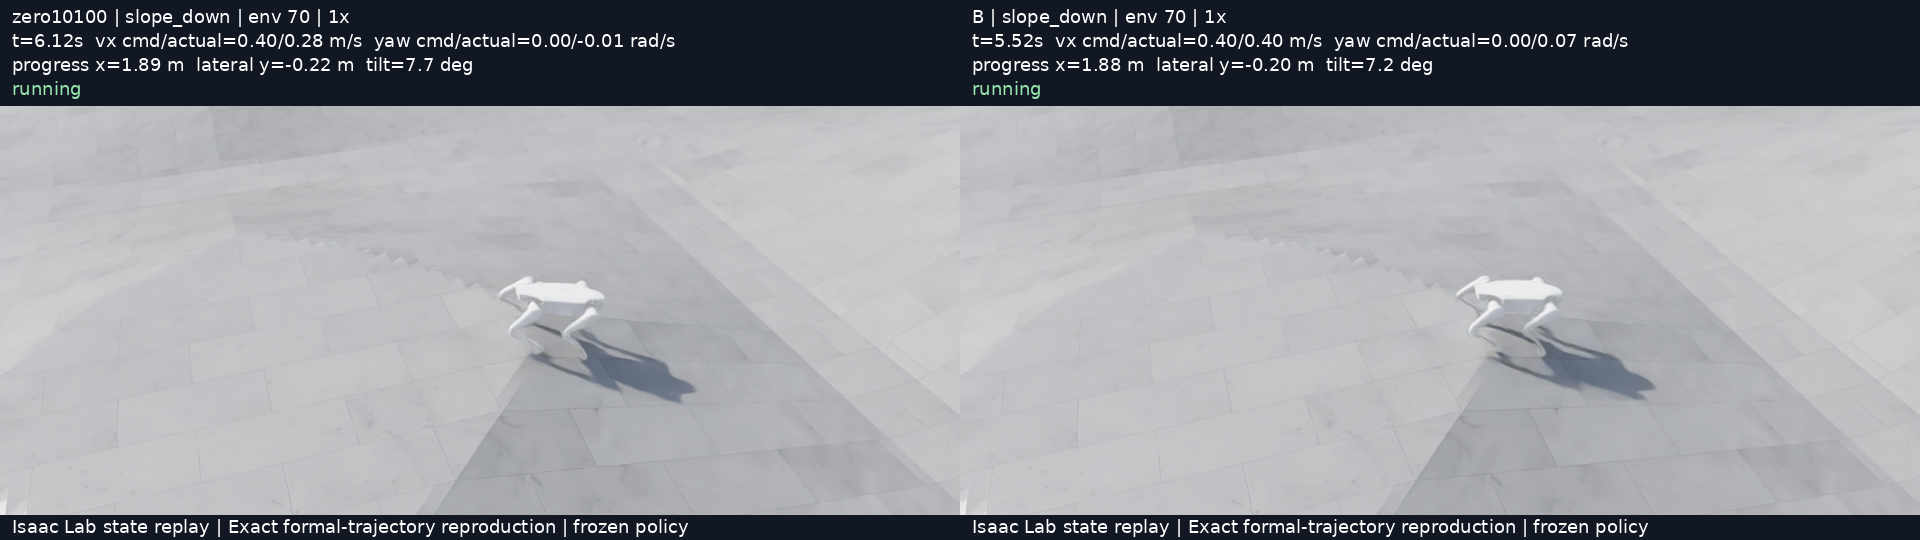 zero10100 | slope_down | env 70 | 1x
t=6.12s  vx cmd/actual=0.40/0.28 m/s  yaw cmd/actual=0.00/-0.01 rad/s
progress x=1.89 m  lateral y=-0.22 m  tilt=7.7 deg
running
Isaac Lab state replay | Exact formal-trajectory reproduction | frozen policy
B | slope_down | env 70 | 1x
t=5.52s  vx cmd/actual=0.40/0.40 m/s  yaw cmd/actual=0.00/0.07 rad/s
progress x=1.88 m  lateral y=-0.20 m  tilt=7.2 deg
running
Isaac Lab state replay | Exact formal-trajectory reproduction | frozen policy